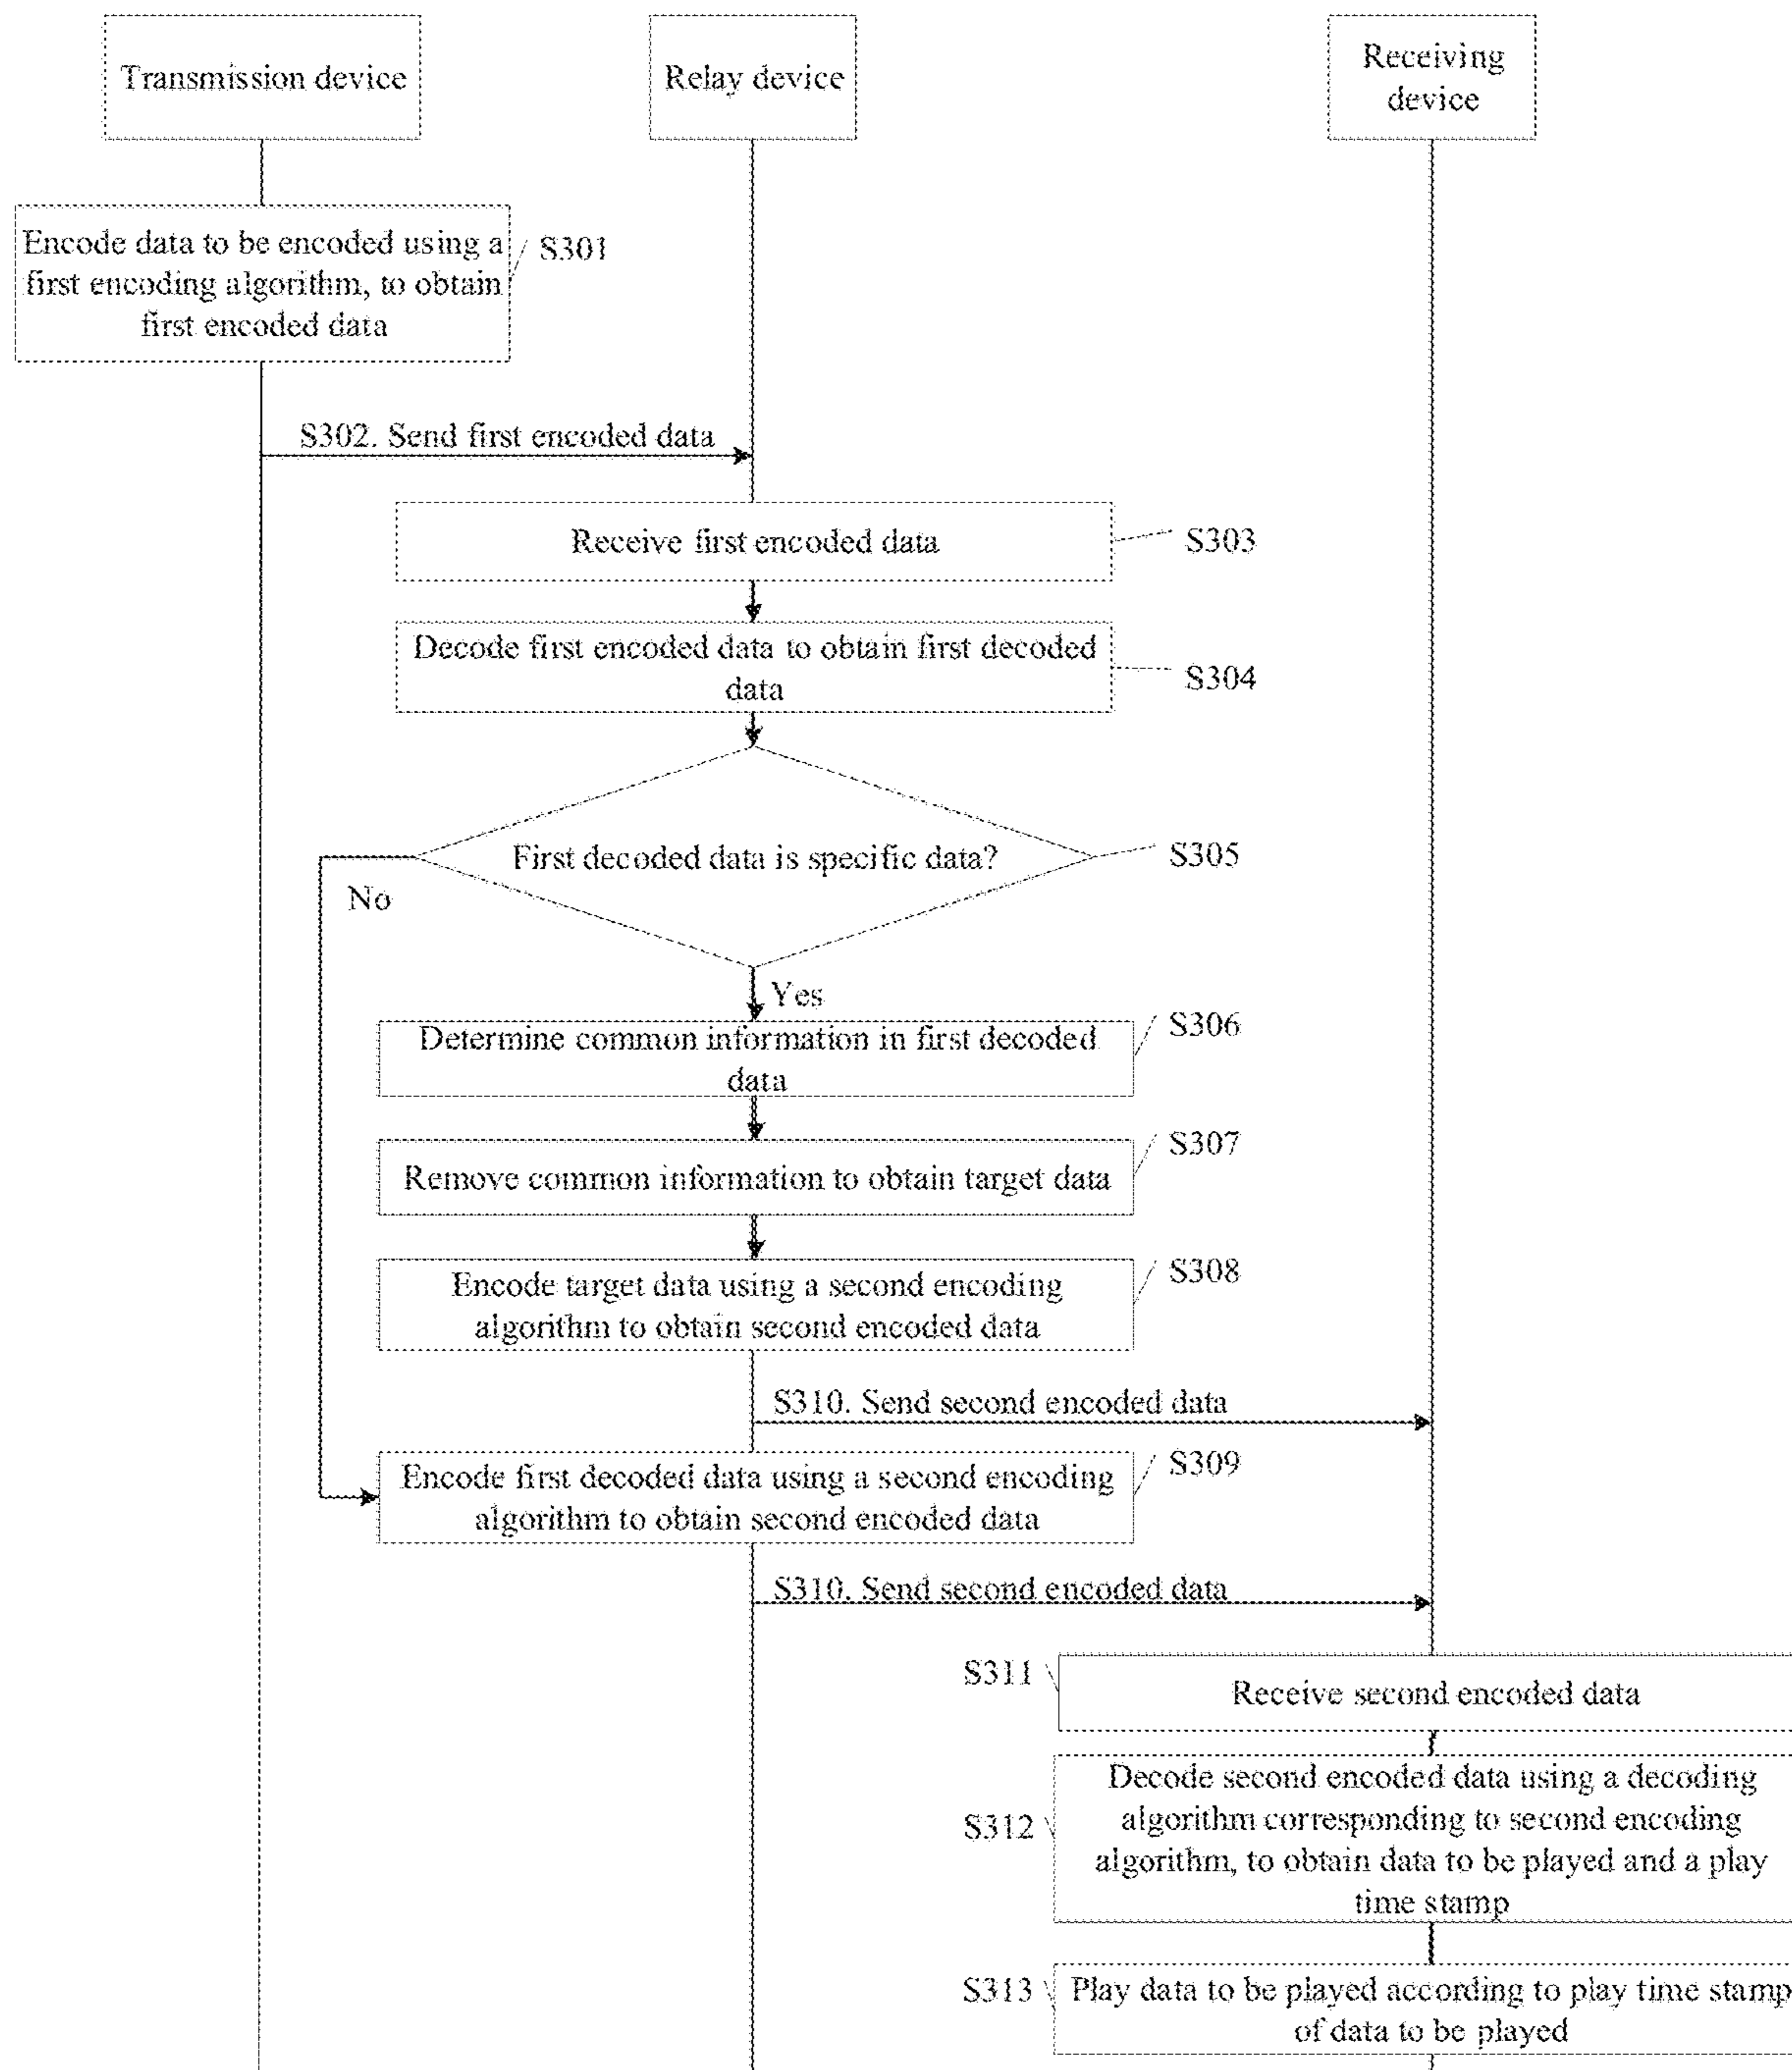 Transmission device
Relay device
Receiving
device
Encode data to be encoded using a
first encoding algorithm, to obtain
first encoded data
S301
S302. Send first encoded data
Receive first encoded data
S303
Decode first encoded data to obtain first decoded
data
S304
First decoded data is specific data?
S305
No
Yes
Determine common information in first decoded
data
S306
Remove common information to obtain target data
S307
Encode target data using a second encoding
algorithm to obtain second encoded data
S308
S310. Send second encoded data
Encode first decoded data using a second encoding
algorithm to obtain second encoded data
S309
S310. Send second encoded data
S311
Receive second encoded data
S312
Decode second encoded data using a decoding
algorithm corresponding to second encoding
algorithm, to obtain data to be played and a play
time stamp
S313
Play data to be played according to play time stamp
of data to be played